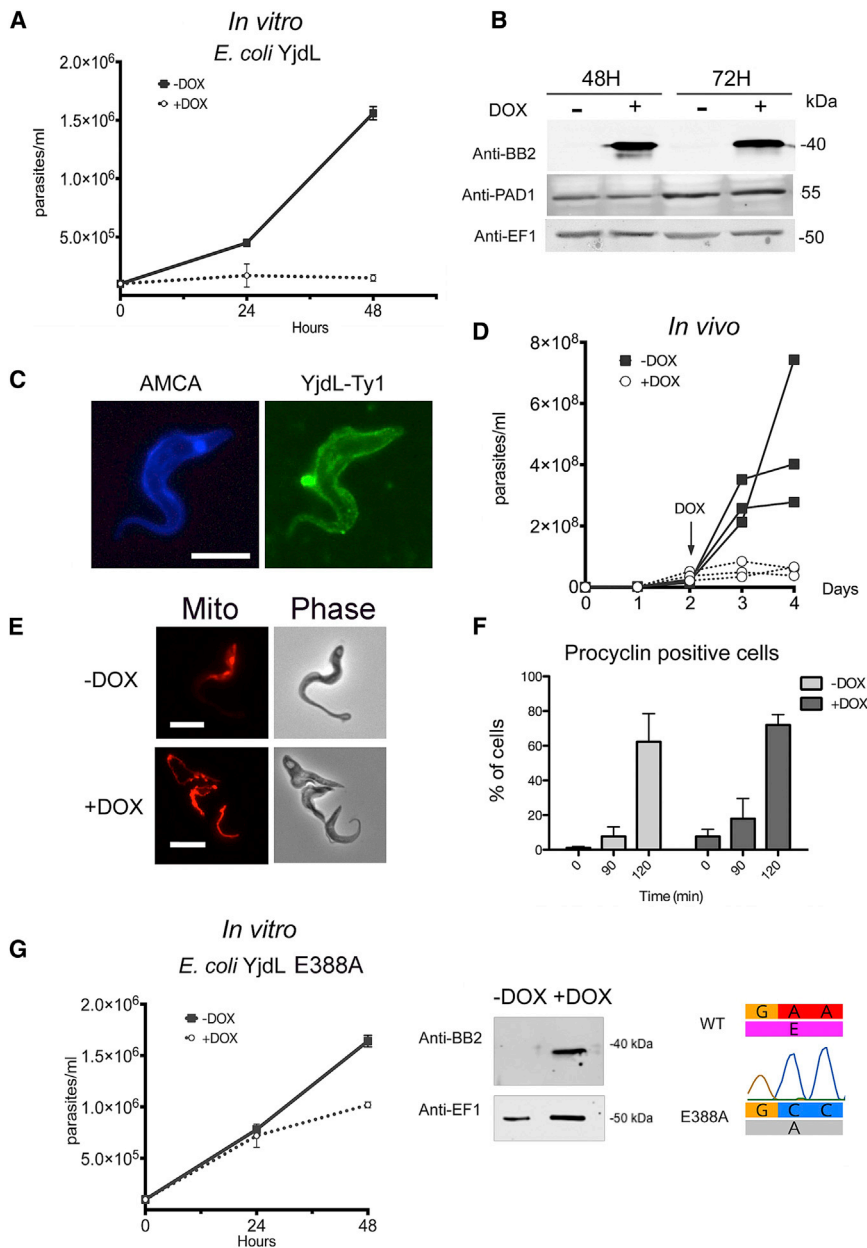 A
In vitro
E. coli YjdL
2.0×10⁶
1.5×10⁶
1.0×10⁶
5.0×10⁵
parasites/ml
-DOX
+DOX
0 24 48
Hours
B
48H 72H kDa
DOX - + - +
Anti-BB2 -40
Anti-PAD1 55
Anti-EF1 -50
C
AMCA YjdL-Ty1
D
In vivo
8×10⁸
6×10⁸
4×10⁸
2×10⁸
0
parasites/ml
-DOX
+DOX
DOX
0 1 2 3 4 Days
E
Mito Phase
-DOX
+DOX
F
Procyclin positive cells
100
80
60
40
20
0
% of cells
-DOX
+DOX
0 90 120 0 90 120
Time (min)
G
In vitro
E. coli YjdL E388A
2.0×10⁶
1.5×10⁶
1.0×10⁶
5.0×10⁵
parasites/ml
-DOX
+DOX
0 24 48
Hours
-DOX +DOX
Anti-BB2 -40 kDa
Anti-EF1 -50 kDa
WT G A A
E
E388A G C C
A